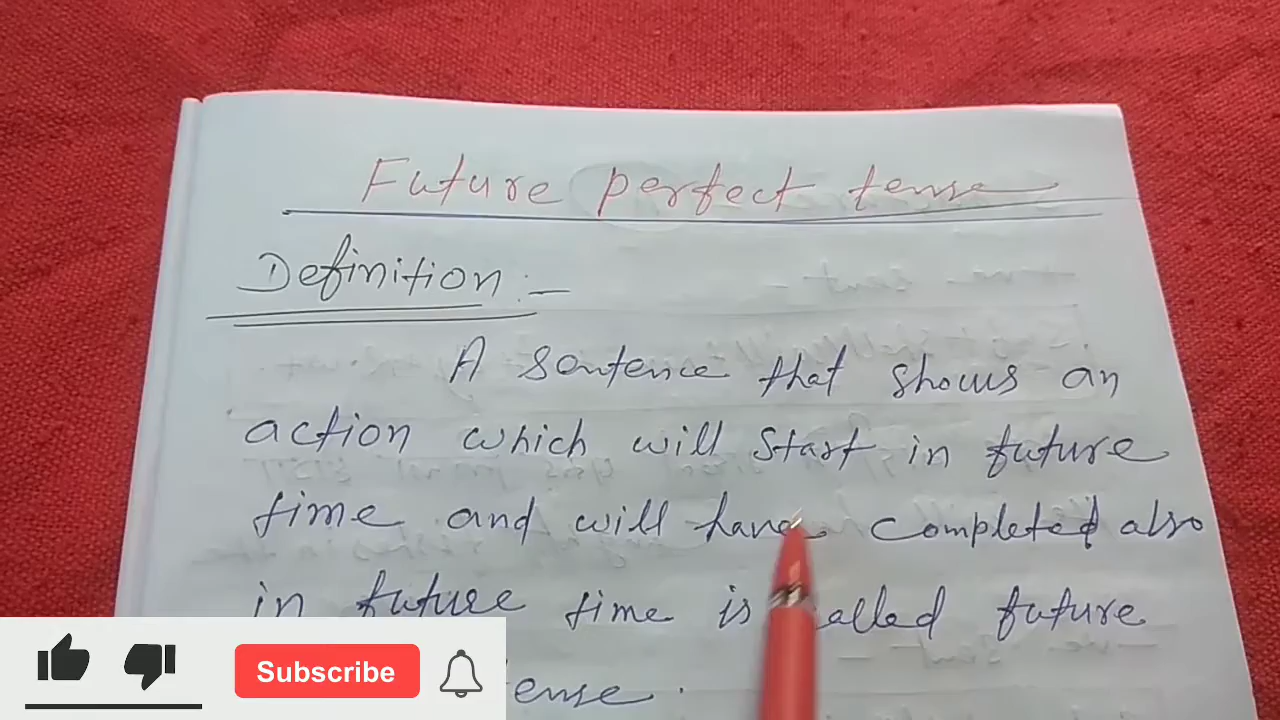 Future perfect tense
Definition :-
A sentence that shows an
action which will start in future
time and will have completed also
in future time is called future
ense.
Subscribe